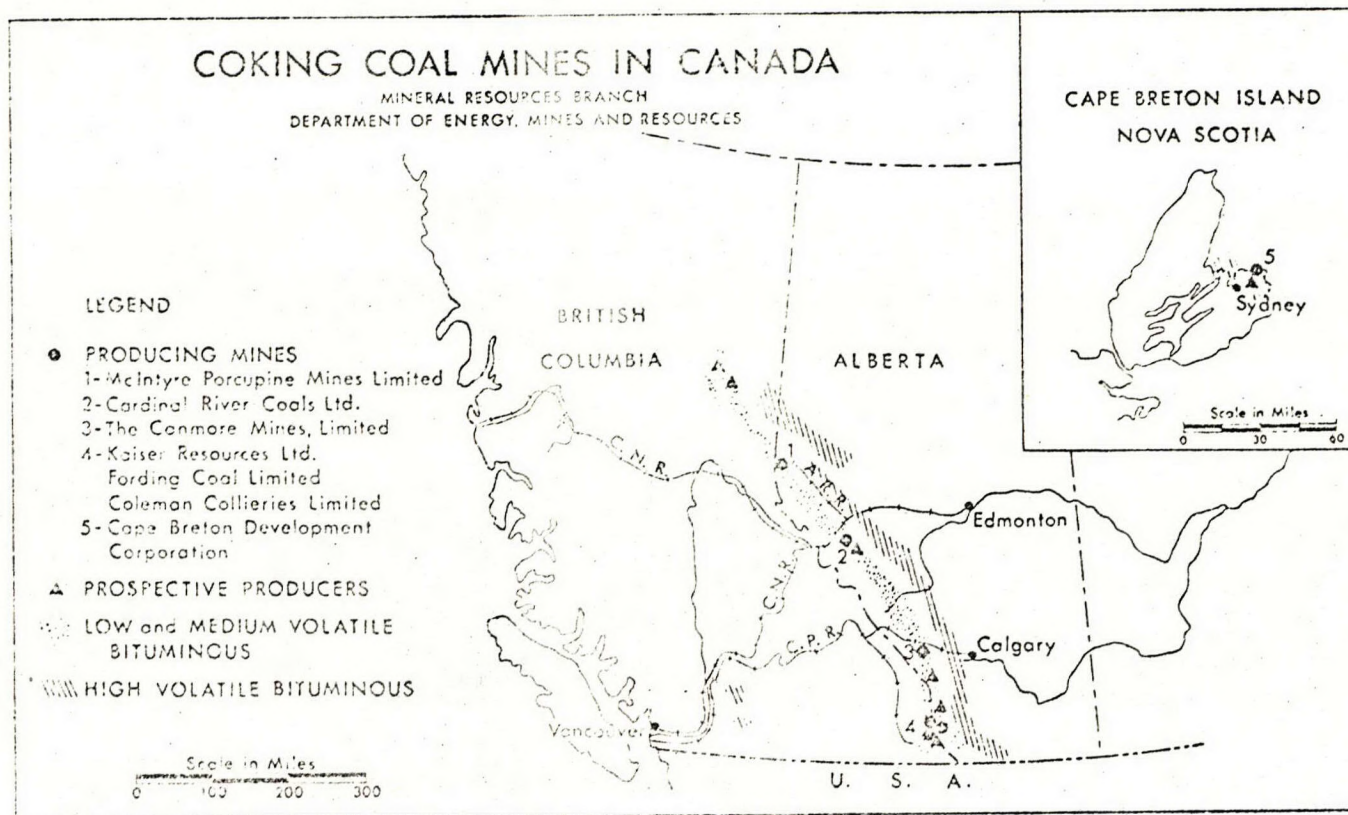 COKING COAL MINES IN CANADA
MINERAL RESOURCES BRANCH
DEPARTMENT OF ENERGY, MINES AND RESOURCES
CAPE BRETON ISLAND
NOVA SCOTIA
5
Sydney
Scale in Miles
0 30 60
LEGEND
PRODUCING MINES
1-McIntyre Porcupine Mines Limited
2-Cardinal River Coals Ltd.
3-The Canmore Mines, Limited
4-Kaiser Resources Ltd.
Fording Coal Limited
Coleman Collieries Limited
5-Cape Breton Development
Corporation
PROSPECTIVE PRODUCERS
LOW and MEDIUM VOLATILE
BITUMINOUS
HIGH VOLATILE BITUMINOUS
Scale in Miles
0 100 200 300
BRITISH
COLUMBIA
ALBERTA
C.N.R.
1
A.R.R.
Edmonton
2
C.N.R.
C.P.R.
3
Calgary
4
Vancouver
U. S. A.